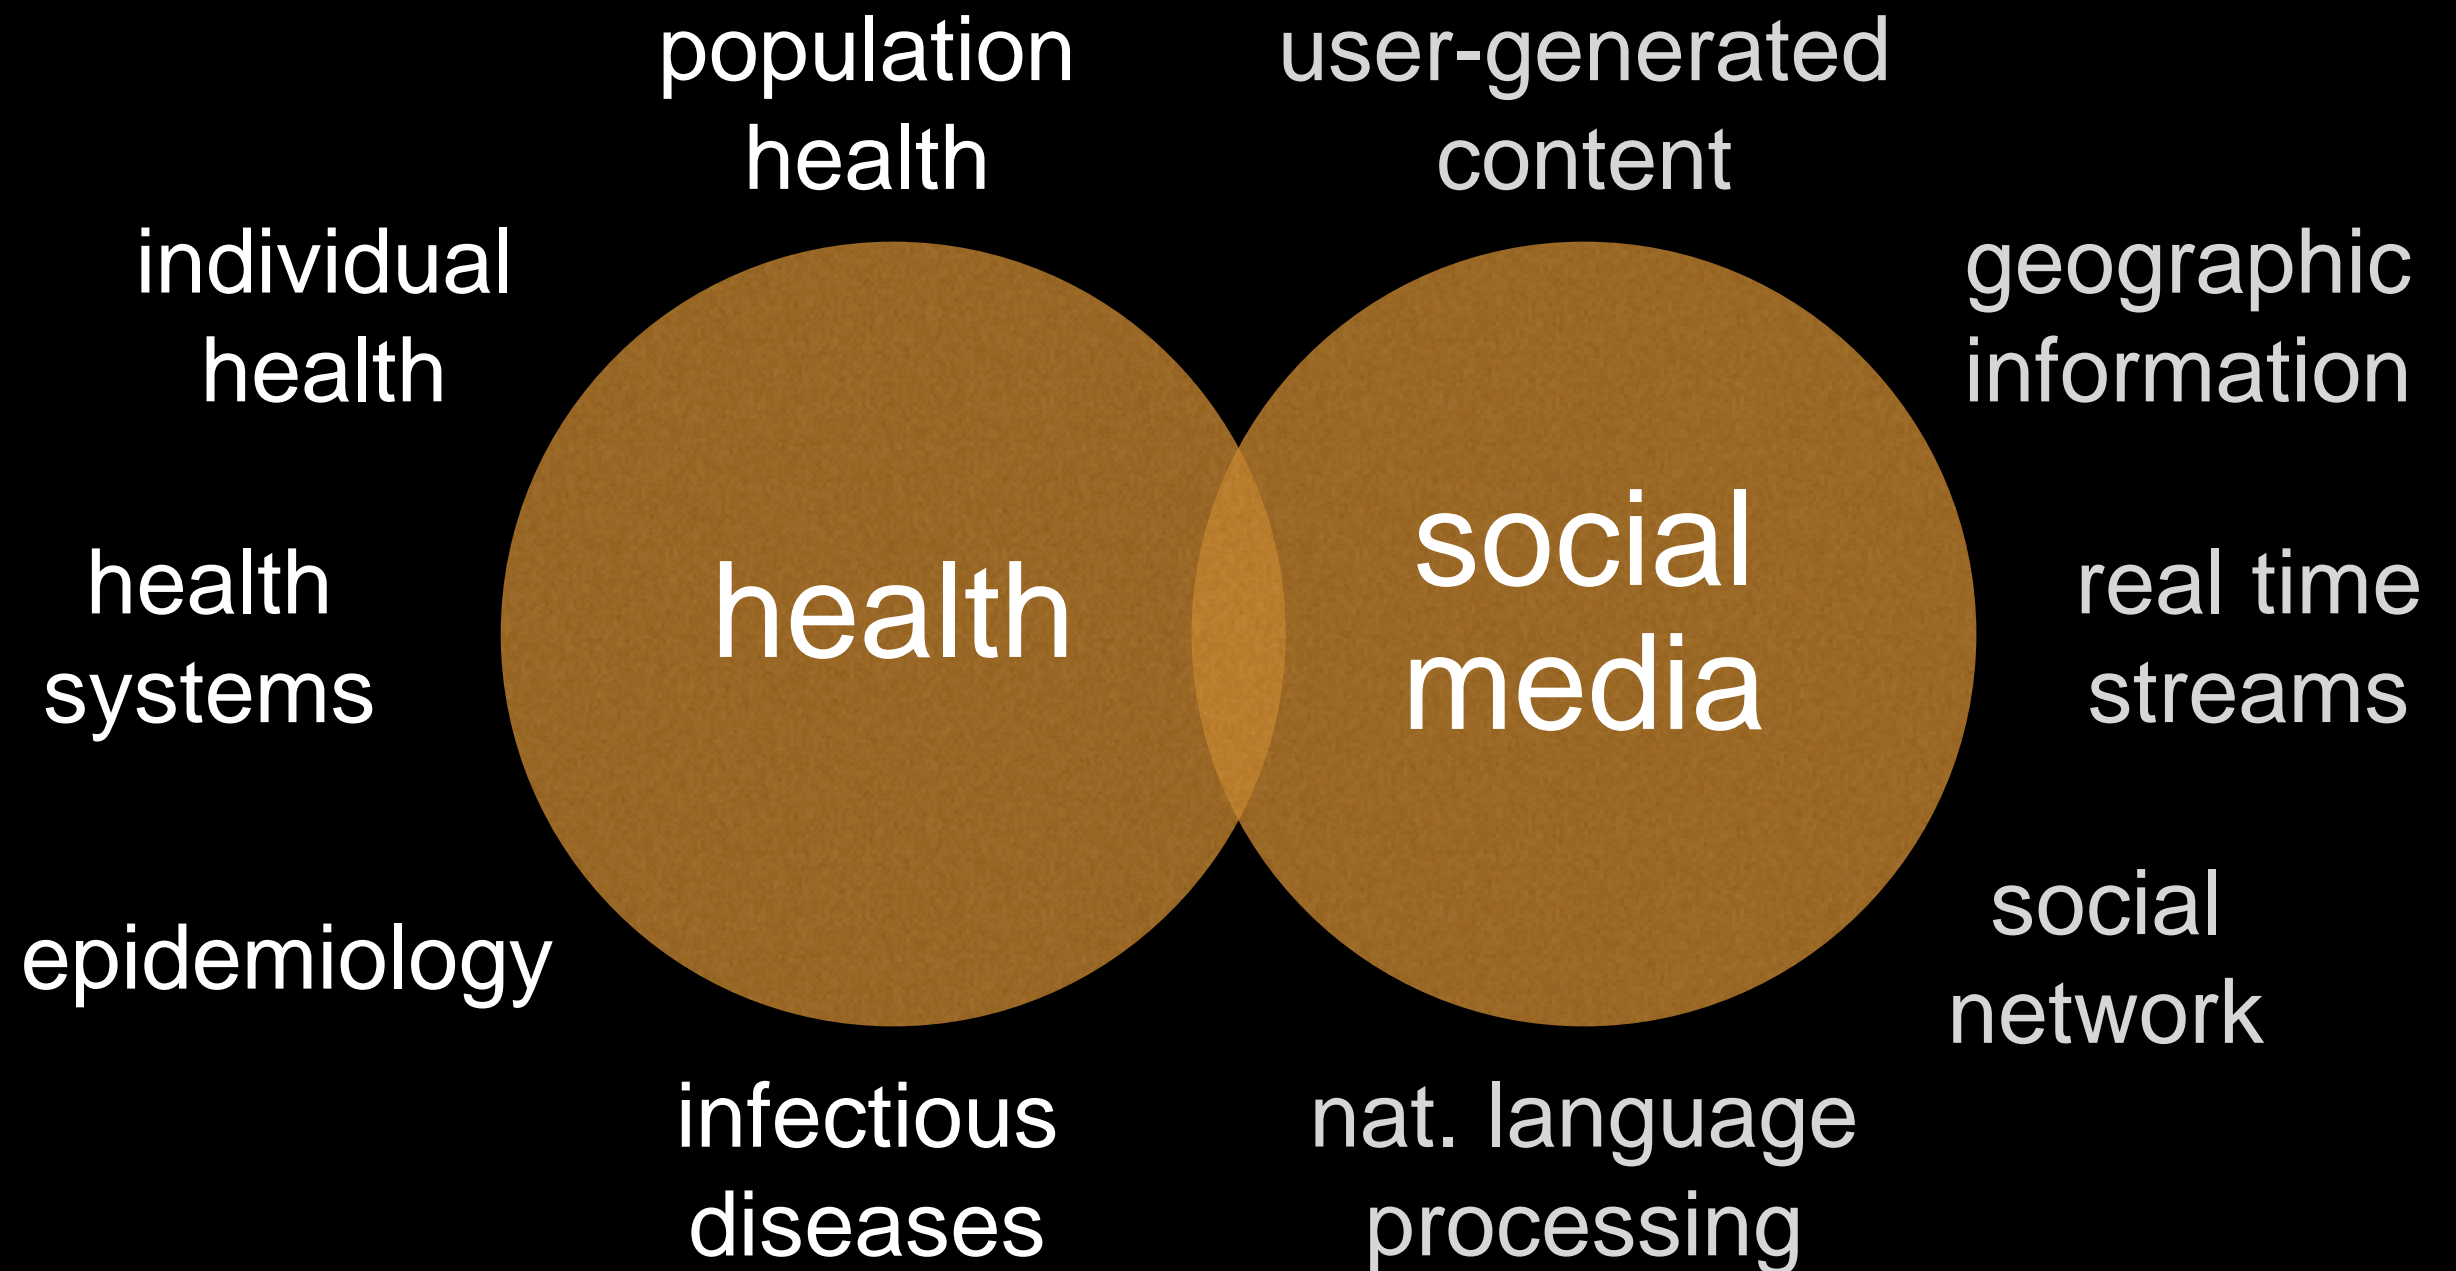 population
health
user-generated
content
individual
health
geographic
information
health
systems
health
social
media
real time
streams
epidemiology
social
network
infectious
diseases
nat. language
processing